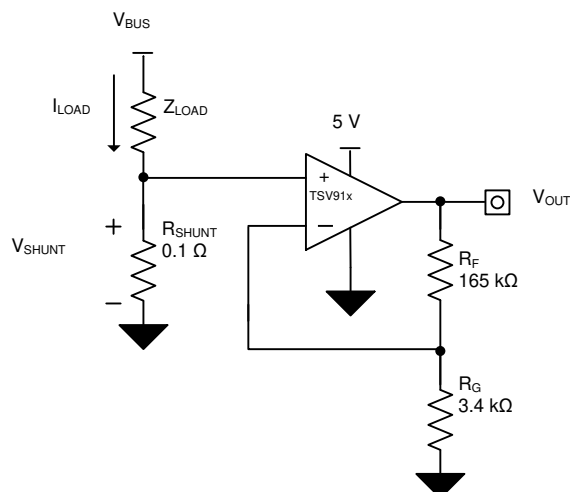 VBUS
ILOAD
ZLOAD
5 V
+
TSV91x
−
VOUT
+
VSHUNT
−
RSHUNT
0.1 Ω
RF
165 kΩ
RG
3.4 kΩ